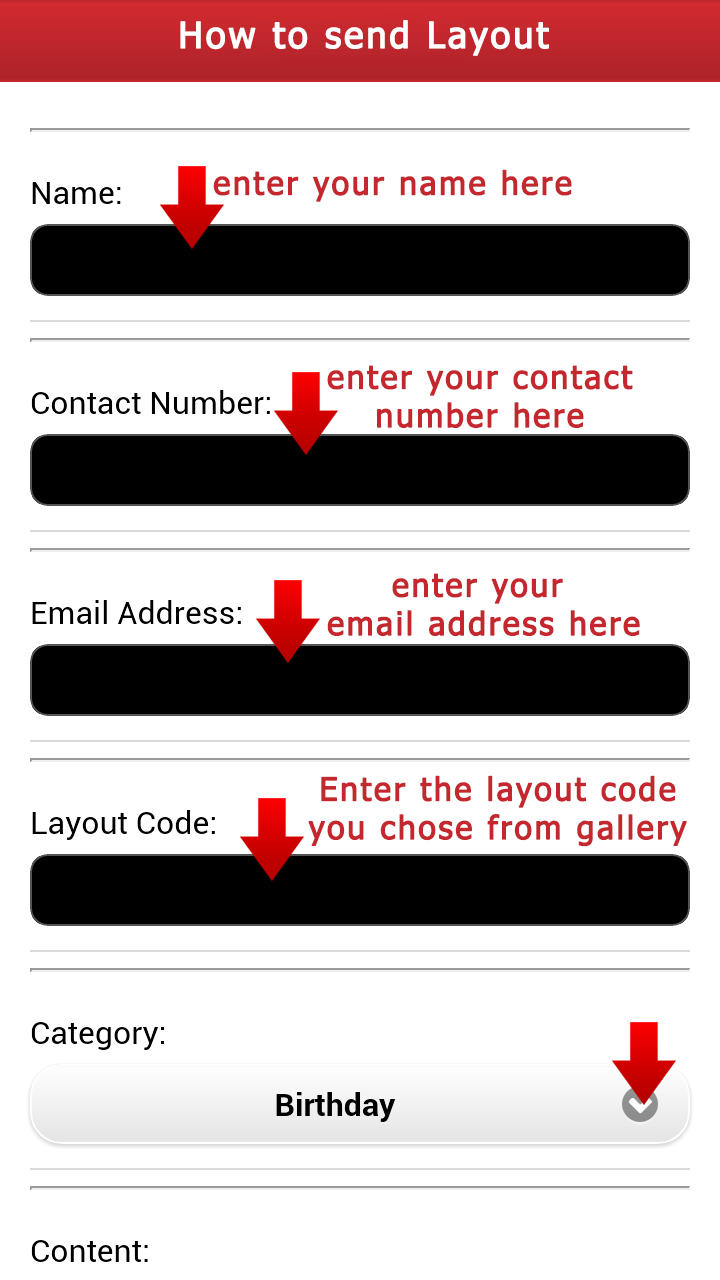 How to send Layout
Name:
enter your name here
Contact Number:
enter your contact
number here
Email Address:
enter your
email address here
Layout Code:
Enter the layout code
you chose from gallery
Category:
Birthday
Content: